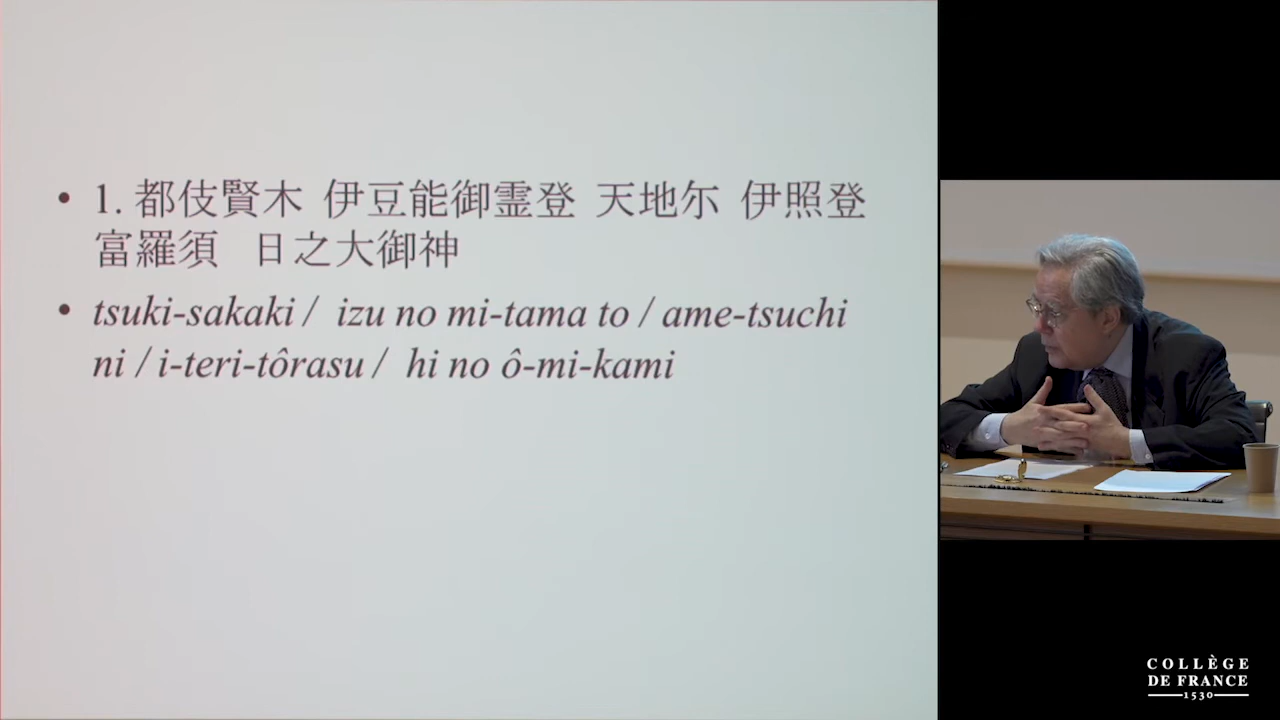 • 1. 都伎賢木 伊豆能御霊登 天地尓 伊照登
富羅須 日之大御神
• tsuki-sakaki / izu no mi-tama to / ame-tsuchi
ni / i-teri-tôrasu / hi no ô-mi-kami
COLLÈGE
DE FRANCE
1530